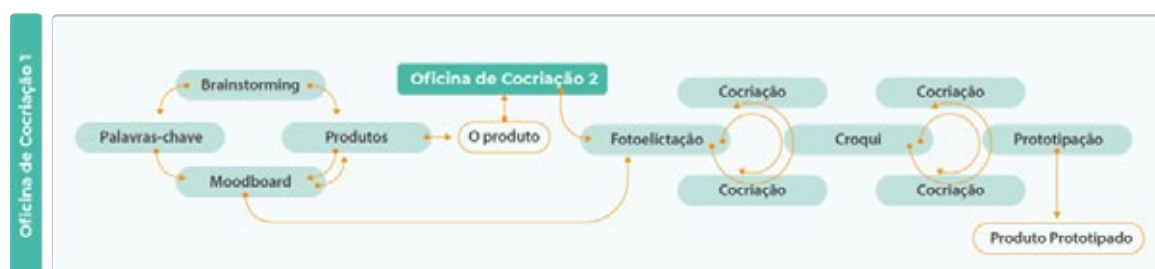 Oficina de Cocriação 1
Brainstorming
Palavras-chave
Produtos
Moodboard
O produto
Oficina de Cocriação 2
Fotoelictação
Cocriação
Cocriação
Croqui
Cocriação
Cocriação
Prototipação
Produto Prototipado